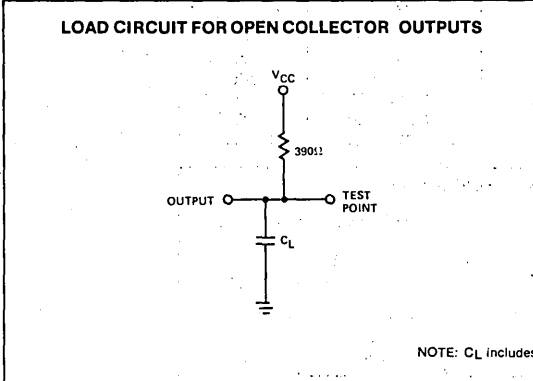 LOAD CIRCUIT FOR OPEN COLLECTOR OUTPUTS
VCC
390Ω
OUTPUT
TEST
POINT
CL
NOTE: CL includes